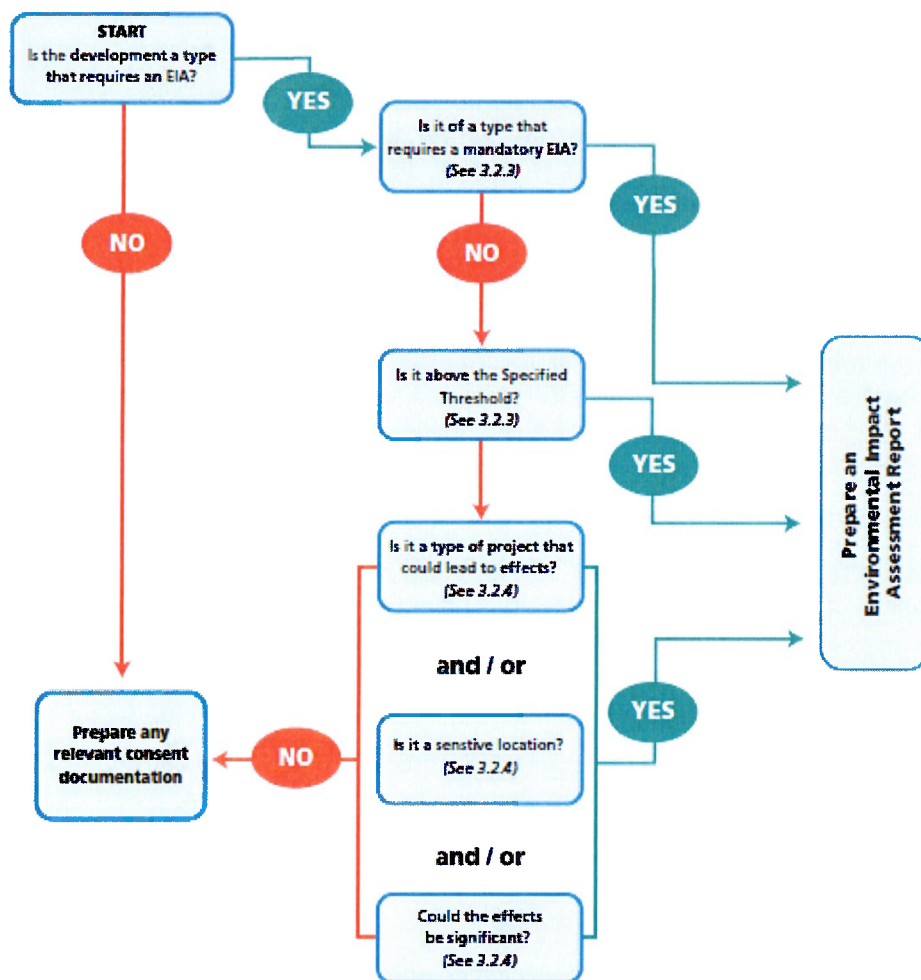 START
Is the development a type
that requires an EIA?
YES
Is it of a type that
requires a mandatory EIA?
(See 3.2.3)
YES
NO
NO
Is it above the Specified
Threshold?
(See 3.2.3)
YES
Prepare an
Environmental Impact
Assessment Report
Is it a type of project that
could lead to effects?
(See 3.2.4)
and / or
YES
Prepare any
relevant consent
documentation
NO
Is it a senstive location?
(See 3.2.4)
and / or
Could the effects
be significant?
(See 3.2.4)